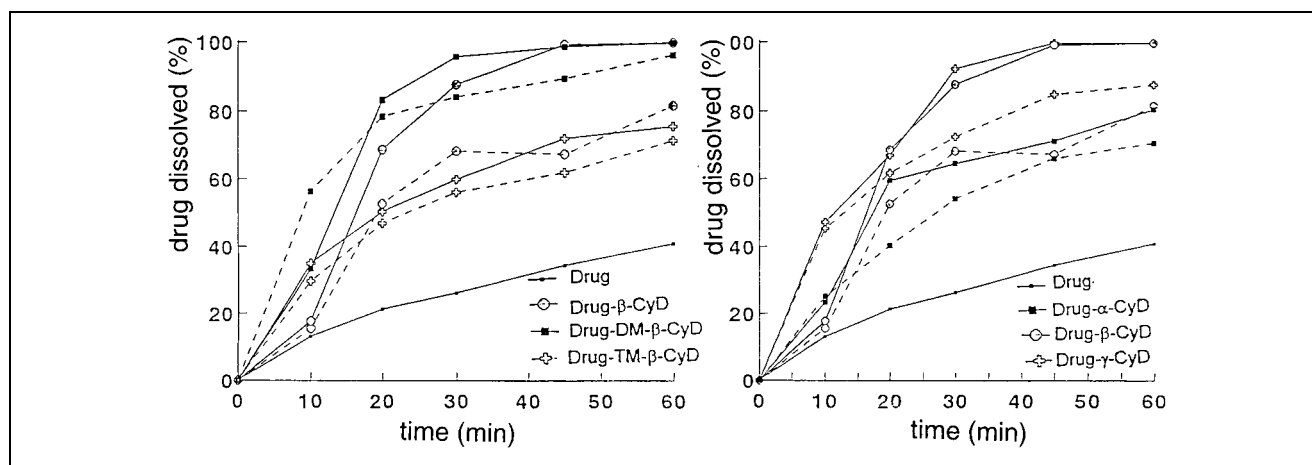 drug dissolved (%)
100
80
60
40
20
0
0 10 20 30 40 50 60
time (min)
Drug
Drug-β-CyD
Drug-DM-β-CyD
Drug-TM-β-CyD
drug dissolved (%)
00
80
60
40
20
0
0 10 20 30 40 50 60
time (min)
Drug
Drug-α-CyD
Drug-β-CyD
Drug-γ-CyD